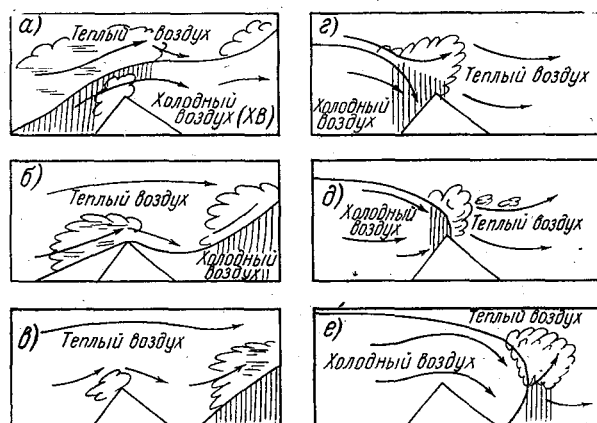 а)
Теплый воздух
Холодный
воздух (ХВ)
б)
Теплый воздух
Холодный
воздух
в)
Теплый воздух
г)
Теплый
воздух
Холодный
воздух
д)
Холодный
воздух
Теплый
воздух
е)
Теплый
воздух
Холодный воздух